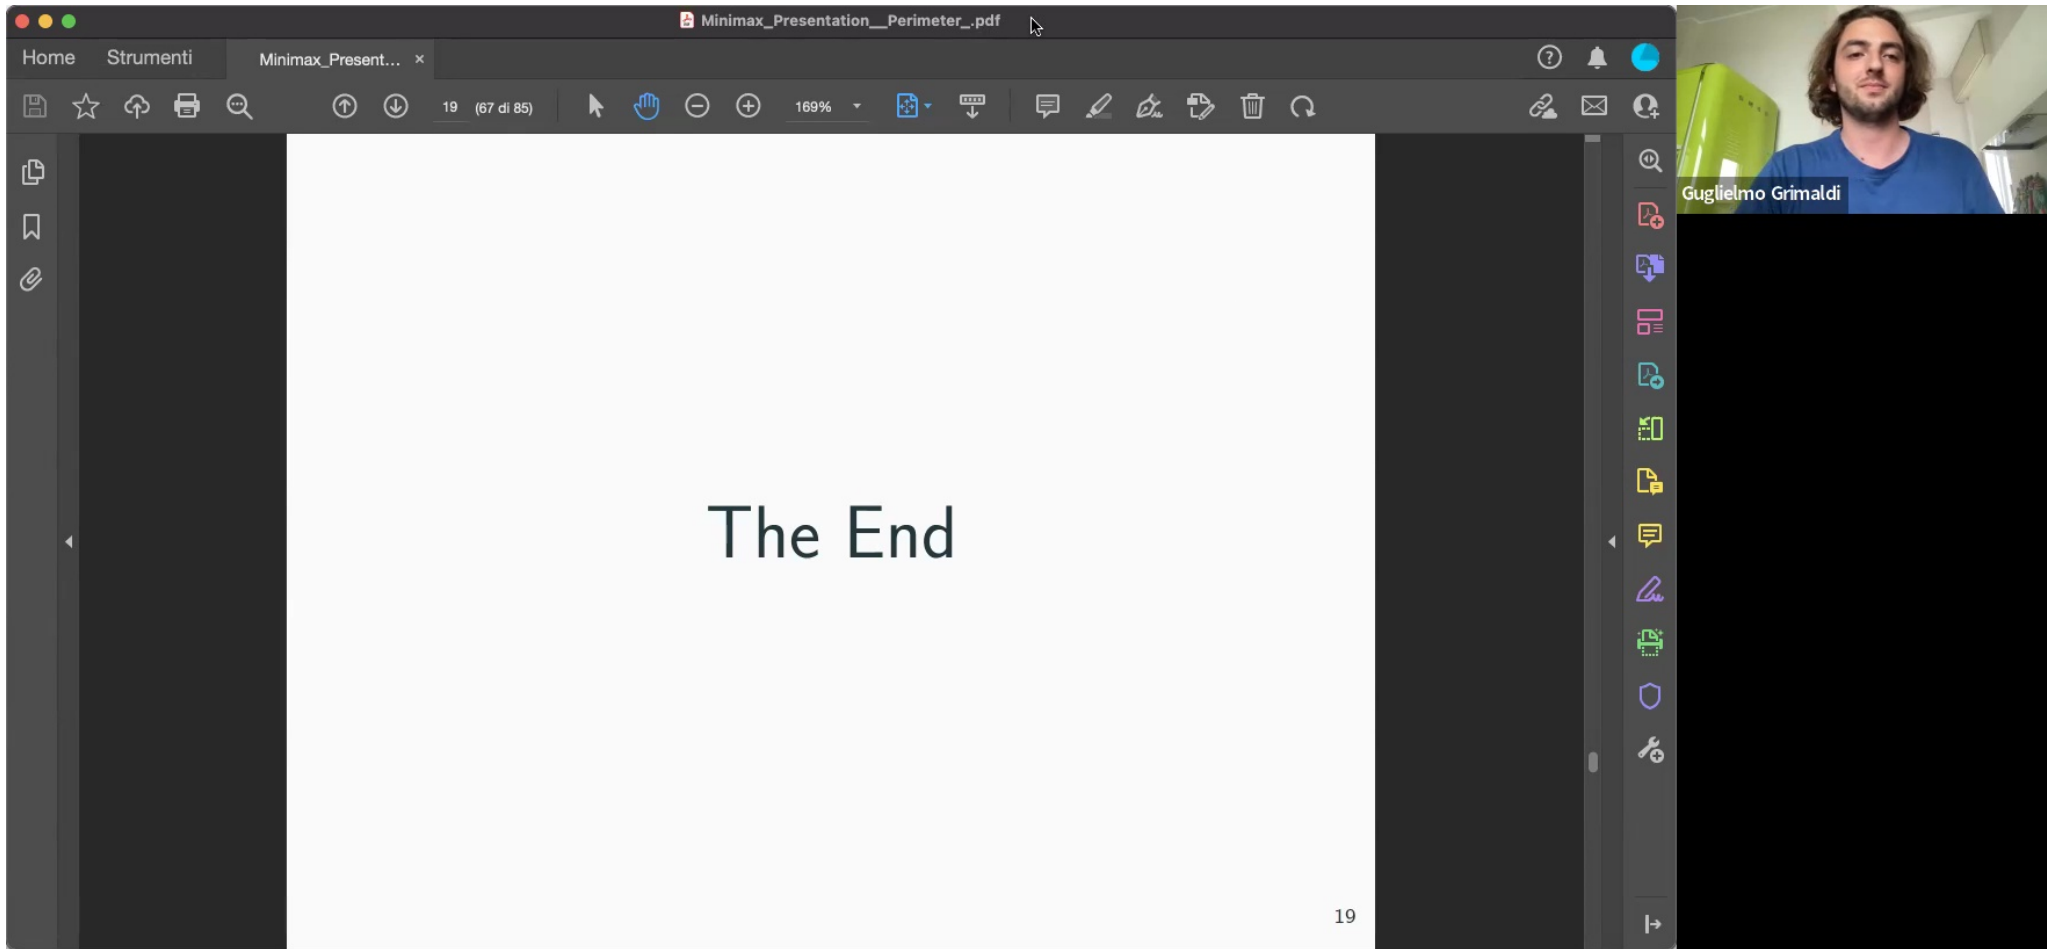 Minimax_Presentation__Perimeter_.pdf
Home Strumenti Minimax_Present... ×
19 (67 di 85) 169%
Guglielmo Grimaldi
The End
19